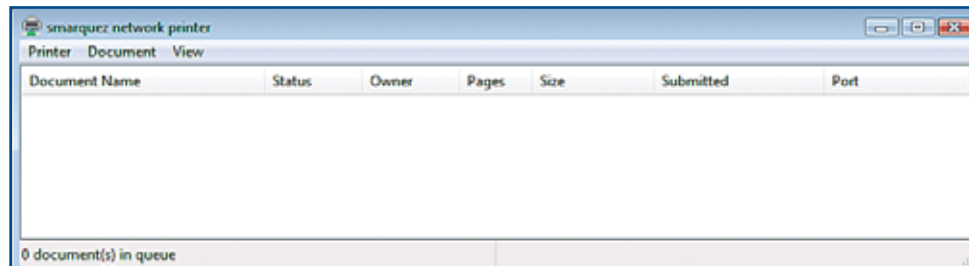 smarquez network printer
Printer Document View
Document Name Status Owner Pages Size Submitted Port
0 document(s) in queue